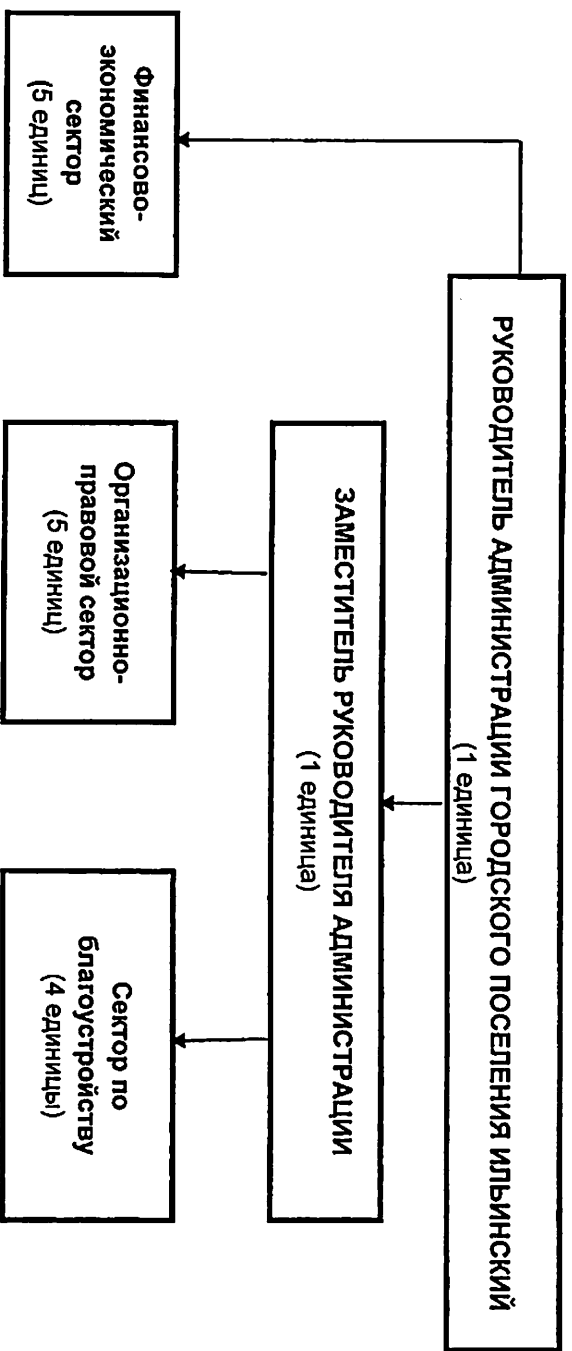 РУКОВОДИТЕЛЬ АДМИНИСТРАЦИИ ГОРОДСКОГО ПОСЕЛЕНИЯ ИЛЬИНСКИЙ
(1 единица)
ЗАМЕСТИТЕЛЬ РУКОВОДИТЕЛЯ АДМИНИСТРАЦИИ
(1 единица)
Финансово-
экономический
сектор
(5 единиц)
Организационно-
правовой сектор
(5 единиц)
Сектор по
благоустройству
(4 единицы)